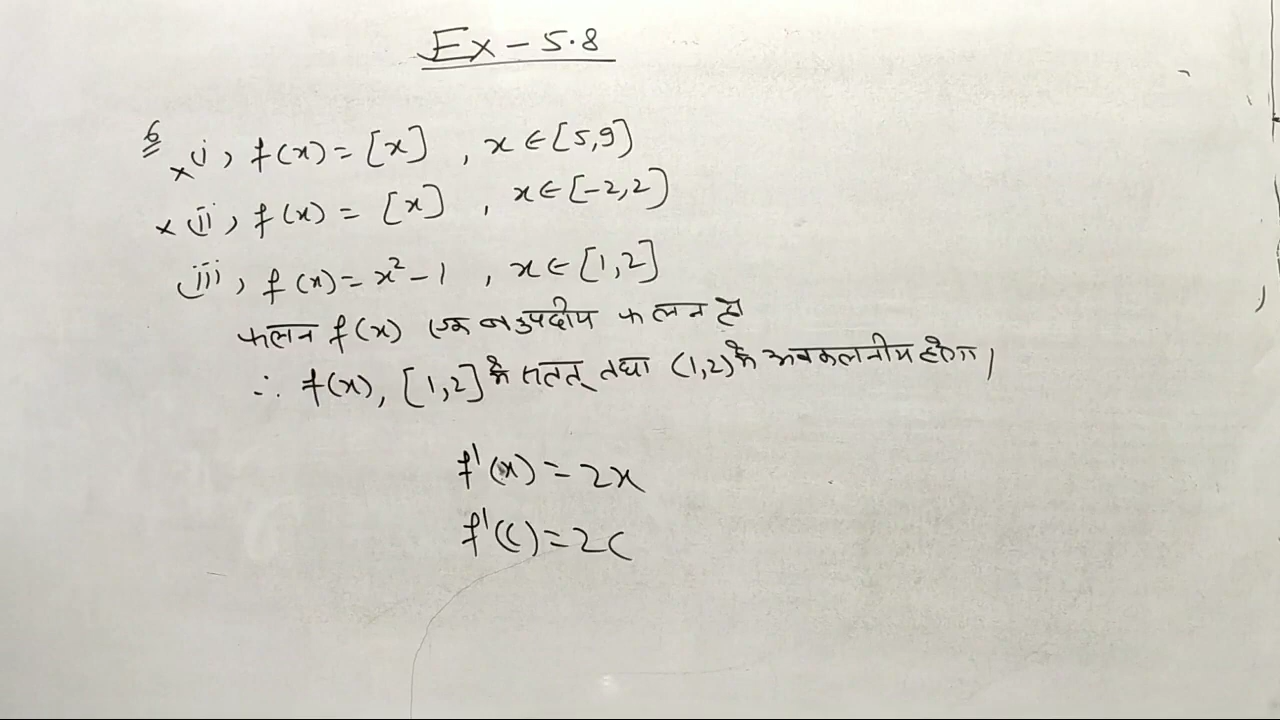 Ex - 5.8
6
x (i), f(x) = [x] , x ∈ [5,9]
x (ii), f(x) = [x] , x ∈ [-2,2]
(iii), f(x) = x² - 1 , x ∈ [1,2]
फलन f(x) एक बहुपदीय फलन है
∴ f(x), [1,2] में सतत् तथा (1,2) में अवकलनीय होगा।
f'(x) = 2x
f'(c) = 2c